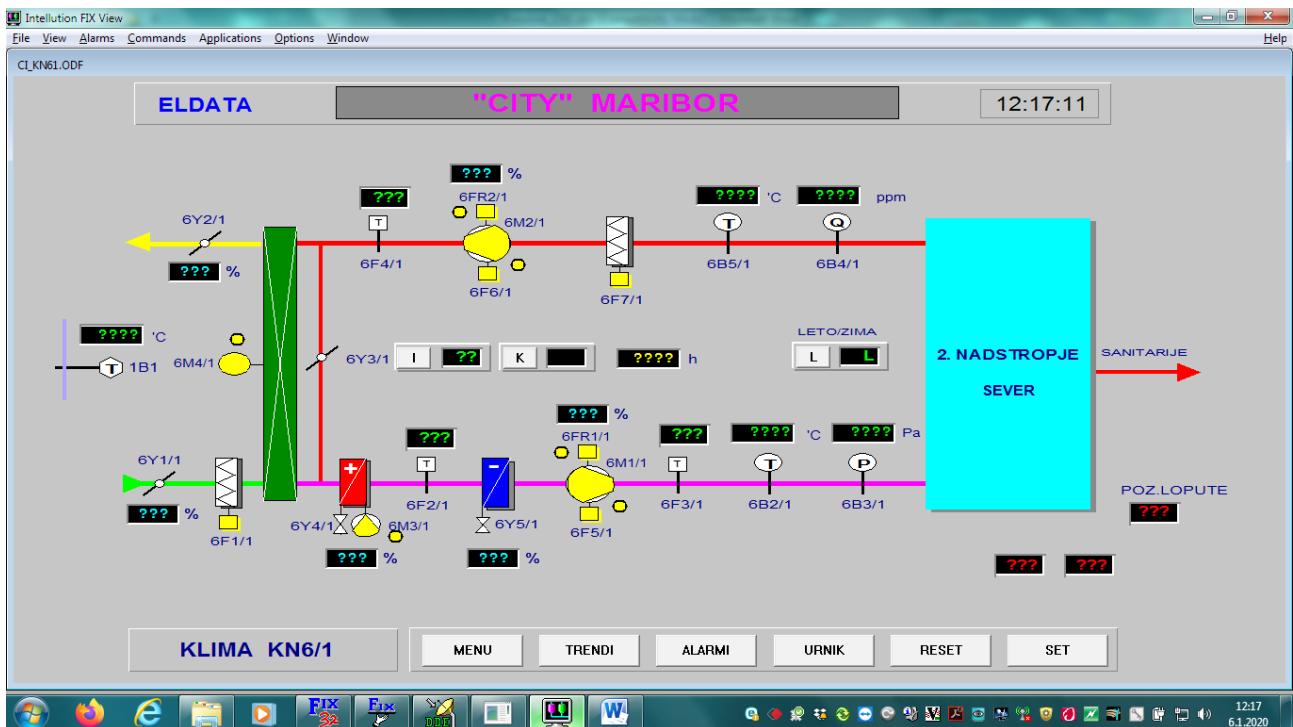 Intellution FIX View
File View Alarms Commands Applications Options Window Help
CI_KN61.ODF
ELDATA "CITY" MARIBOR 12:17:11
??? %
??? 6FR2/1 ???? 'C ???? ppm
6Y2/1 T 6M2/1 T Q
6F4/1 6B5/1 6B4/1
??? % 6F6/1 6F7/1
???? 'C LETO/ZIMA
T 1B1 6M4/1 6Y3/1 I ?? K ???? h L L 2. NADSTROPJE SANITARIJE
SEVER
??? %
??? 6FR1/1 ??? ???? 'C ???? Pa
6Y1/1 + T - 6M1/1 T T P
6F2/1 6F3/1 6B2/1 6B3/1 POZ.LOPUTE
??? % 6Y4/1 6M3/1 6Y5/1 6F5/1 ???
6F1/1
??? % ??? % ??? ???
KLIMA KN6/1 MENU TRENDI ALARMI URNIK RESET SET
FIX 32 FIX DDE W 12:17
6.1.2020